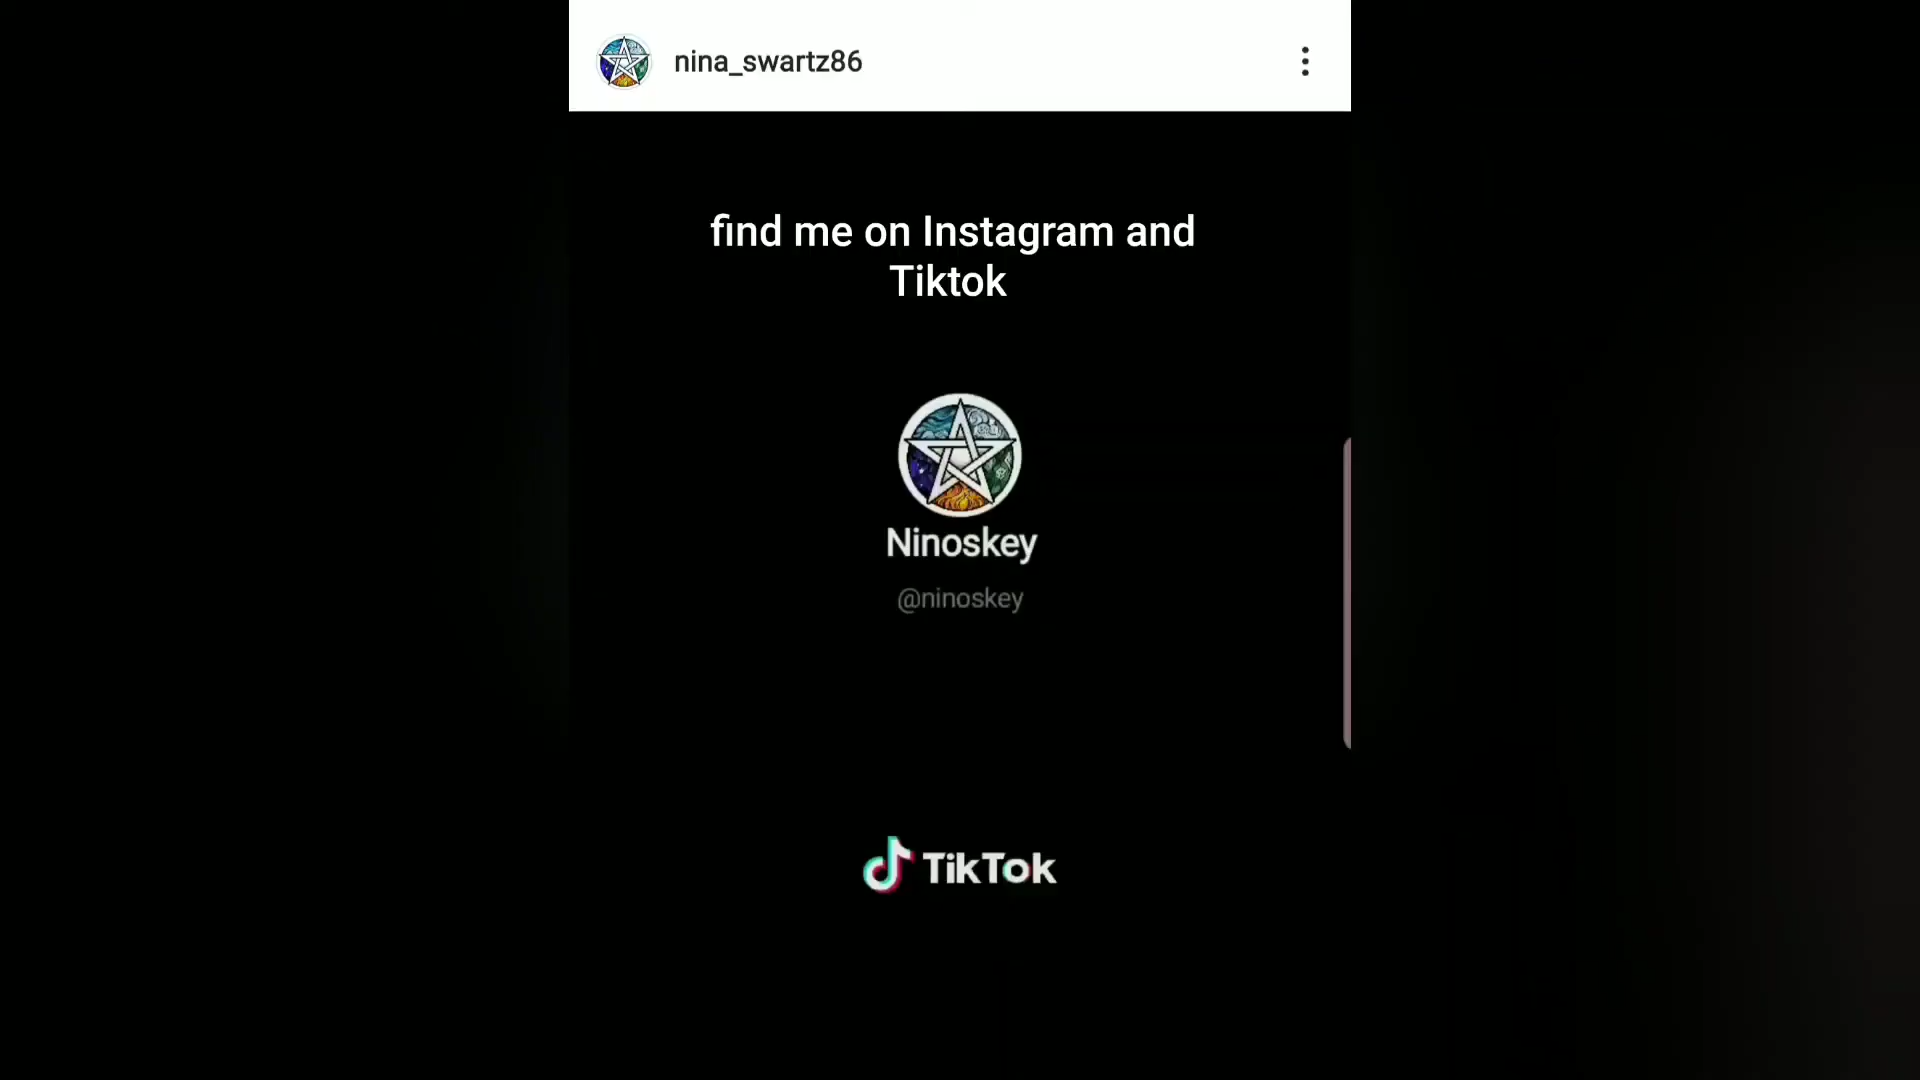 nina_swartz86
find me on Instagram and
Tiktok
Ninoskey
@ninoskey
TikTok